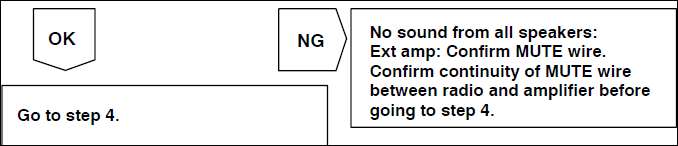 OK
Go to step 4.
NG
No sound from all speakers:
Ext amp: Confirm MUTE wire.
Confirm continuity of MUTE wire
between radio and amplifier before
going to step 4.